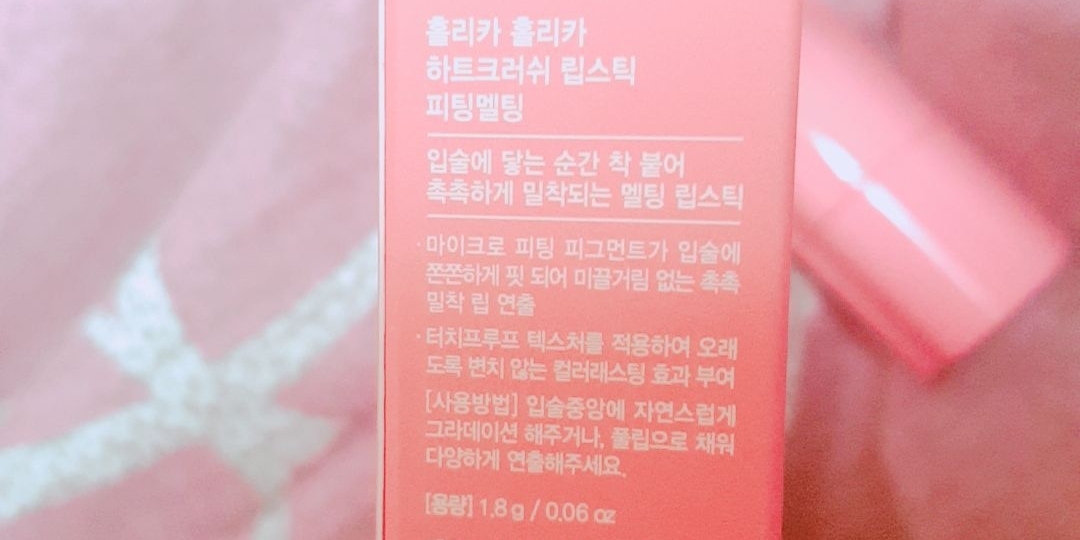 홀리카 홀리카
하트크러쉬 립스틱
피팅멜팅
입술에 닿는 순간 착 붙어
촉촉하게 밀착되는 멜팅 립스틱
· 마이크로 피팅 피그먼트가 입술에
쫀쫀하게 핏 되어 미끌거림 없는 촉촉
밀착 립 연출
· 터치프루프 텍스처를 적용하여 오래
도록 변치 않는 컬러래스팅 효과 부여
[사용방법] 입술중앙에 자연스럽게
그라데이션 해주거나, 풀립으로 채워
다양하게 연출해주세요.
[용량] 1.8 g / 0.06 oz